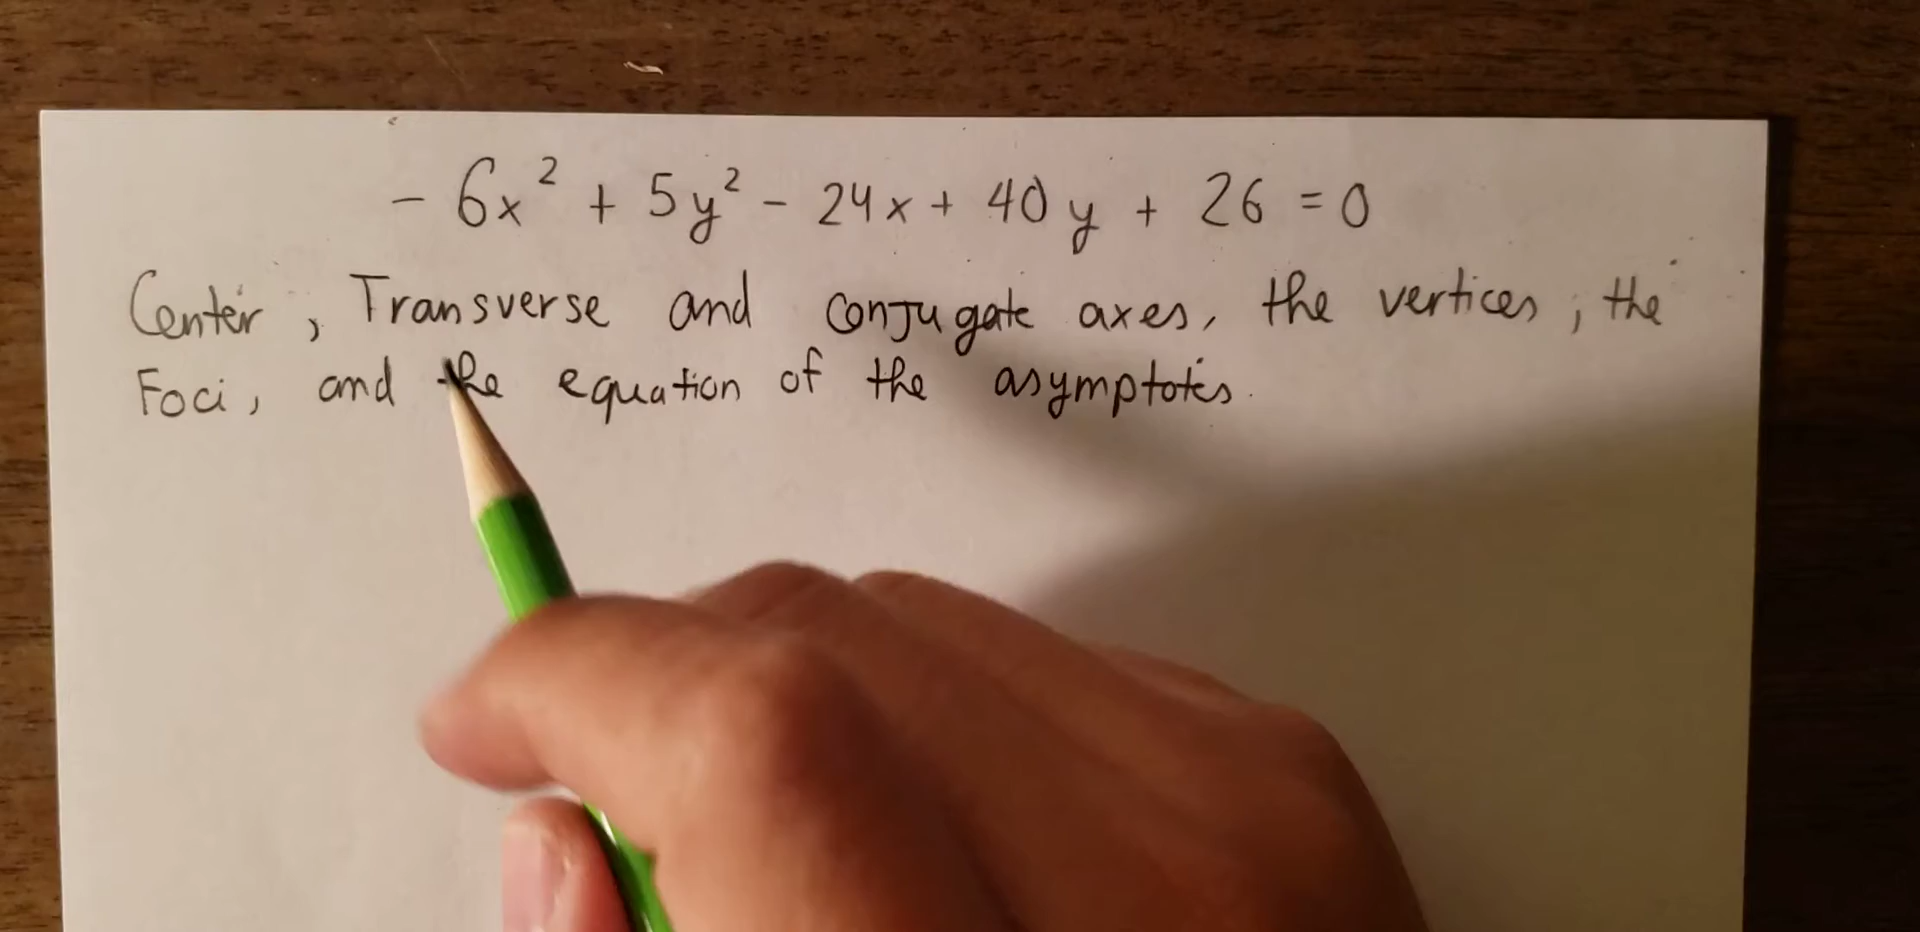 - 6x² + 5y² - 24x + 40y + 26 = 0
Center, Transverse and conjugate axes, the vertices, the
Foci, and the equation of the asymptotes.